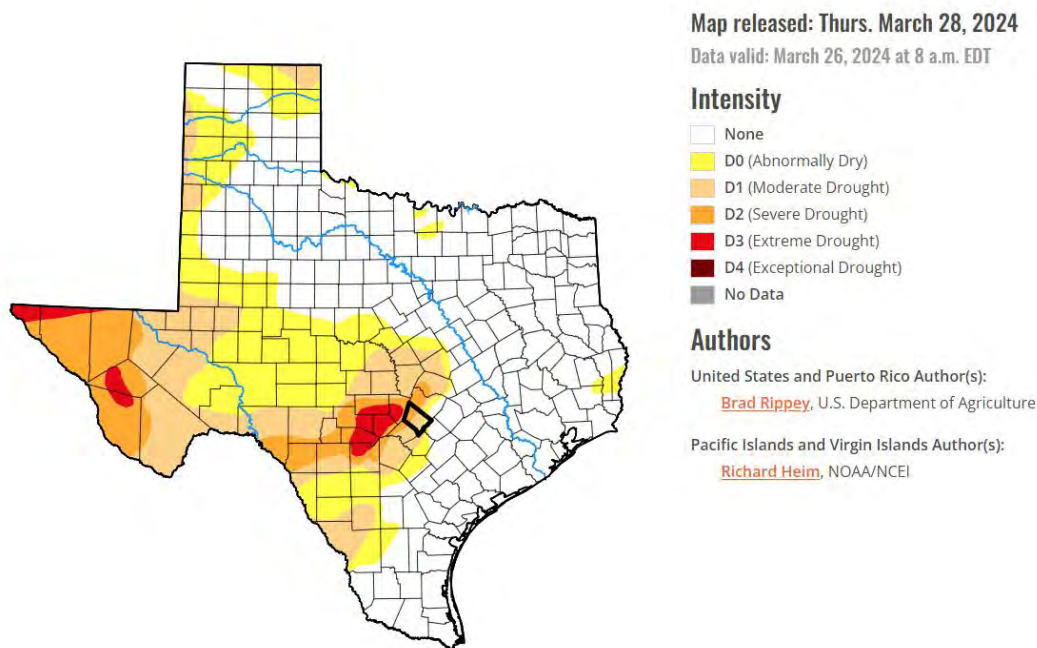 Map released: Thurs. March 28, 2024
Data valid: March 26, 2024 at 8 a.m. EDT
Intensity
None
D0 (Abnormally Dry)
D1 (Moderate Drought)
D2 (Severe Drought)
D3 (Extreme Drought)
D4 (Exceptional Drought)
No Data
Authors
United States and Puerto Rico Author(s):
Brad Rippey, U.S. Department of Agriculture
Pacific Islands and Virgin Islands Author(s):
Richard Heim, NOAA/NCEI